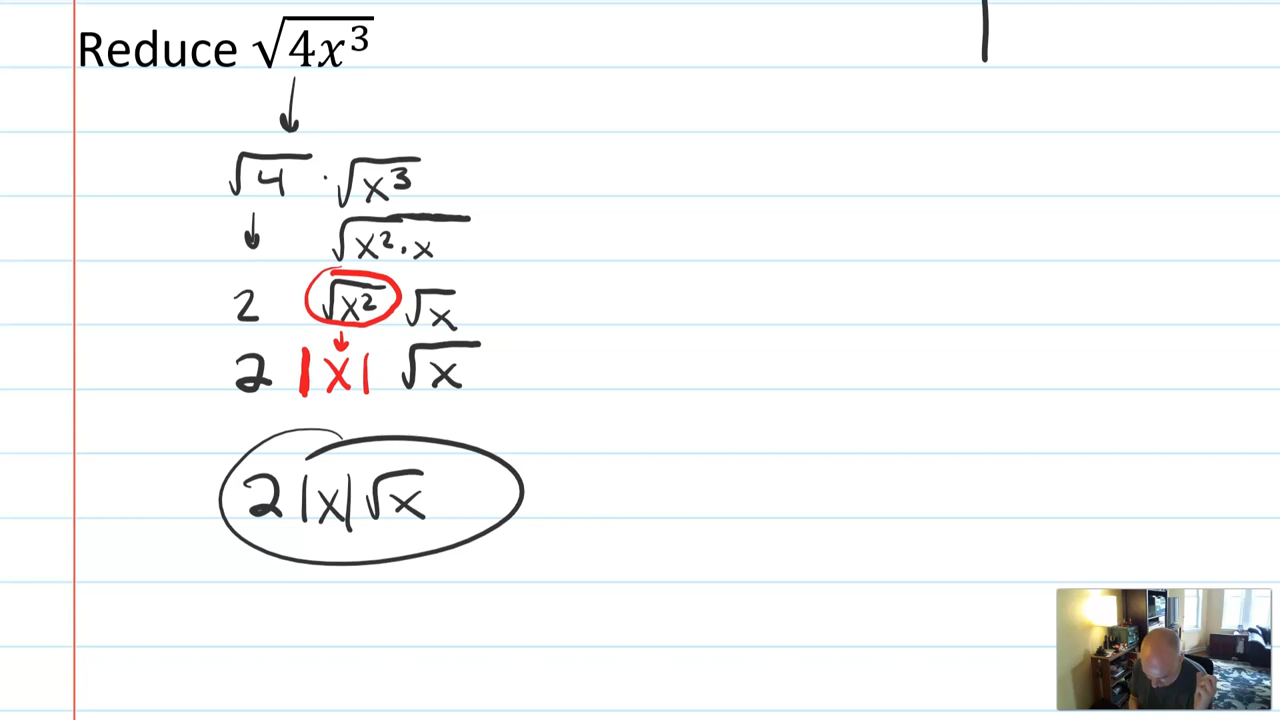 Reduce √4x³
√4 · √x³
√x² · x
2 √x² √x
2 |x| √x
2|x|√x